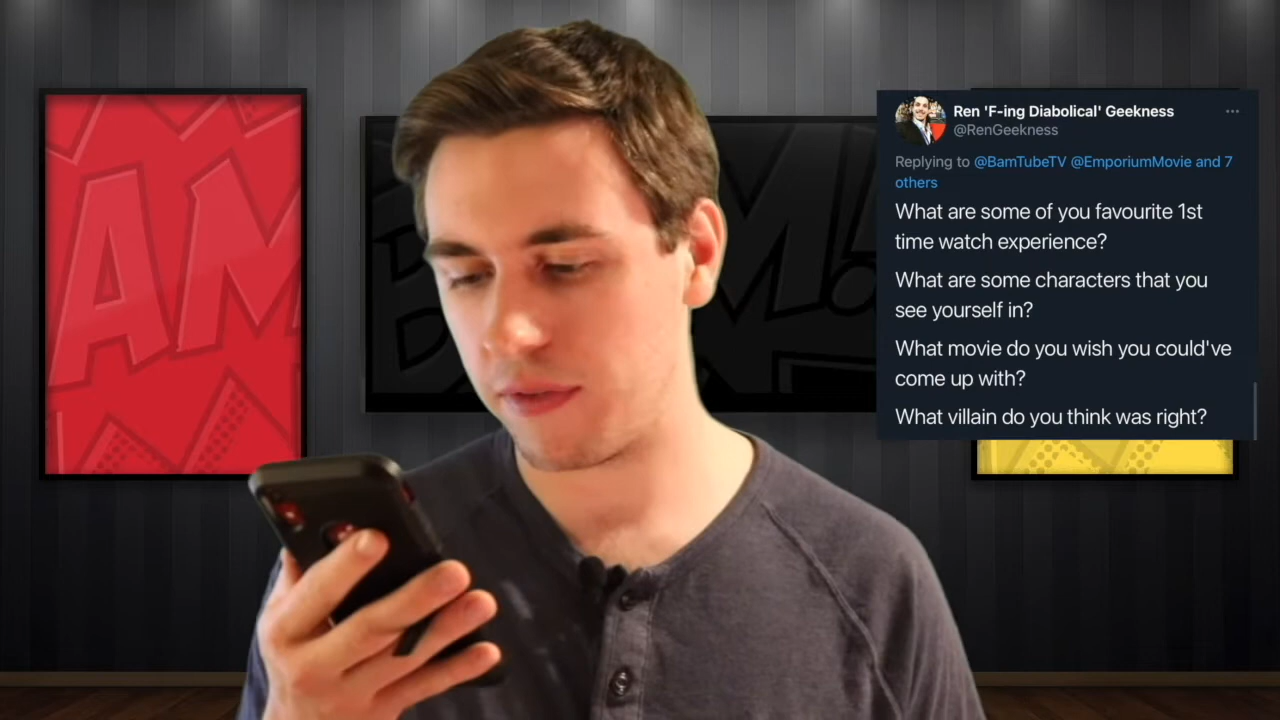 AM
BAM!
Ren 'F-ing Diabolical' Geekness
@RenGeekness
Replying to @BamTubeTV @EmporiumMovie and 7
others
What are some of you favourite 1st
time watch experience?
What are some characters that you
see yourself in?
What movie do you wish you could've
come up with?
What villain do you think was right?